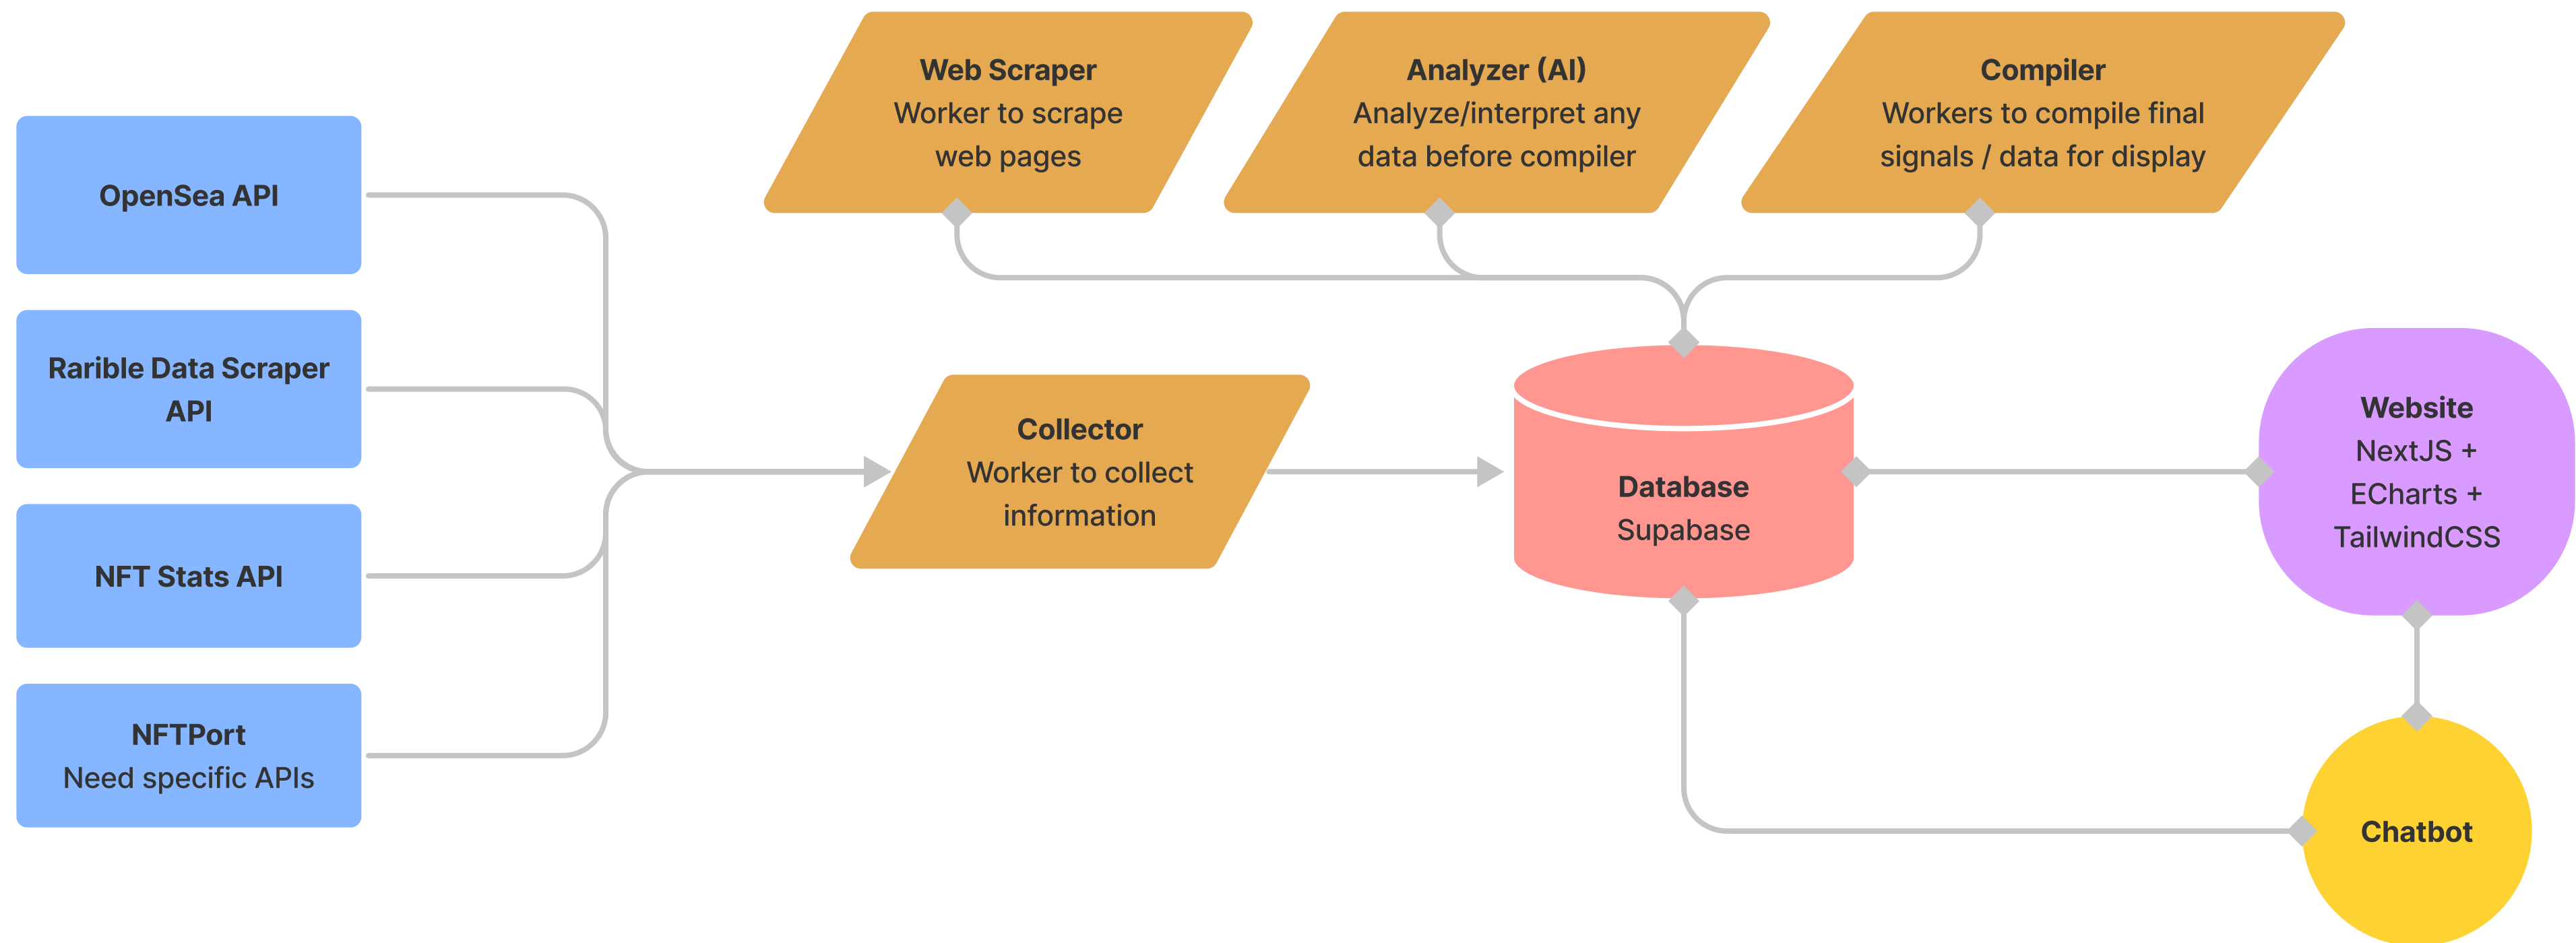 Web Scraper
Worker to scrape
web pages
Analyzer (AI)
Analyze/interpret any
data before compiler
Compiler
Workers to compile final
signals / data for display
OpenSea API
Rarible Data Scraper
API
NFT Stats API
NFTPort
Need specific APIs
Collector
Worker to collect
information
Database
Supabase
Website
NextJS +
ECharts +
TailwindCSS
Chatbot